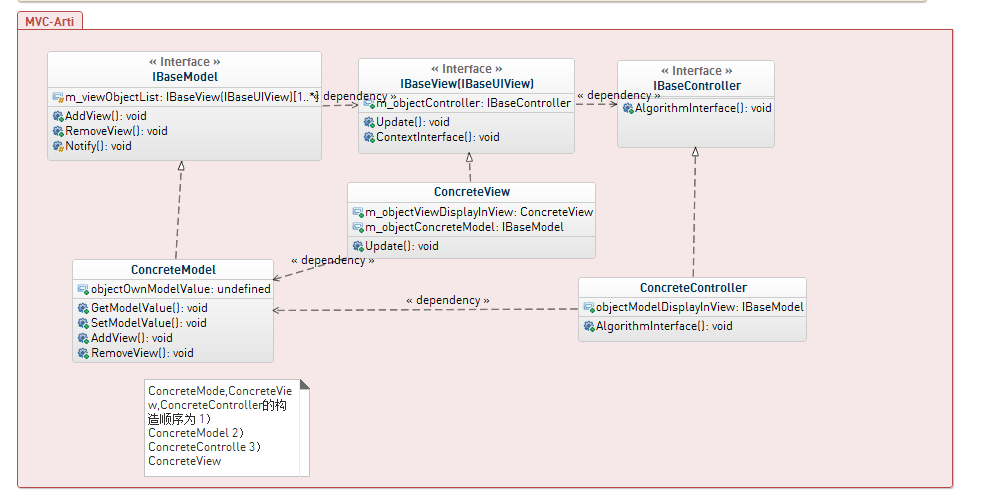 MVC-Arti
« Interface »
IBaseModel
m_viewObjectList: IBaseView(IBaseUIView)[1..*]
AddView(): void
RemoveView(): void
Notify(): void
« dependency »
« Interface »
IBaseView(IBaseUIView)
m_objectController: IBaseController
Update(): void
ContextInterface(): void
« dependency »
« Interface »
IBaseController
AlgorithmInterface(): void
ConcreteView
m_objectViewDisplayInView: ConcreteView
m_objectConcreteModel: IBaseModel
Update(): void
« dependency »
ConcreteModel
objectOwnModelValue: undefined
GetModelValue(): void
SetModelValue(): void
AddView(): void
RemoveView(): void
« dependency »
ConcreteController
objectModelDisplayInView: IBaseModel
AlgorithmInterface(): void
ConcreteMode,ConcreteVie
w,ConcreteController的构
造顺序为 1)
ConcreteModel 2)
ConcreteControlle 3)
ConcreteView